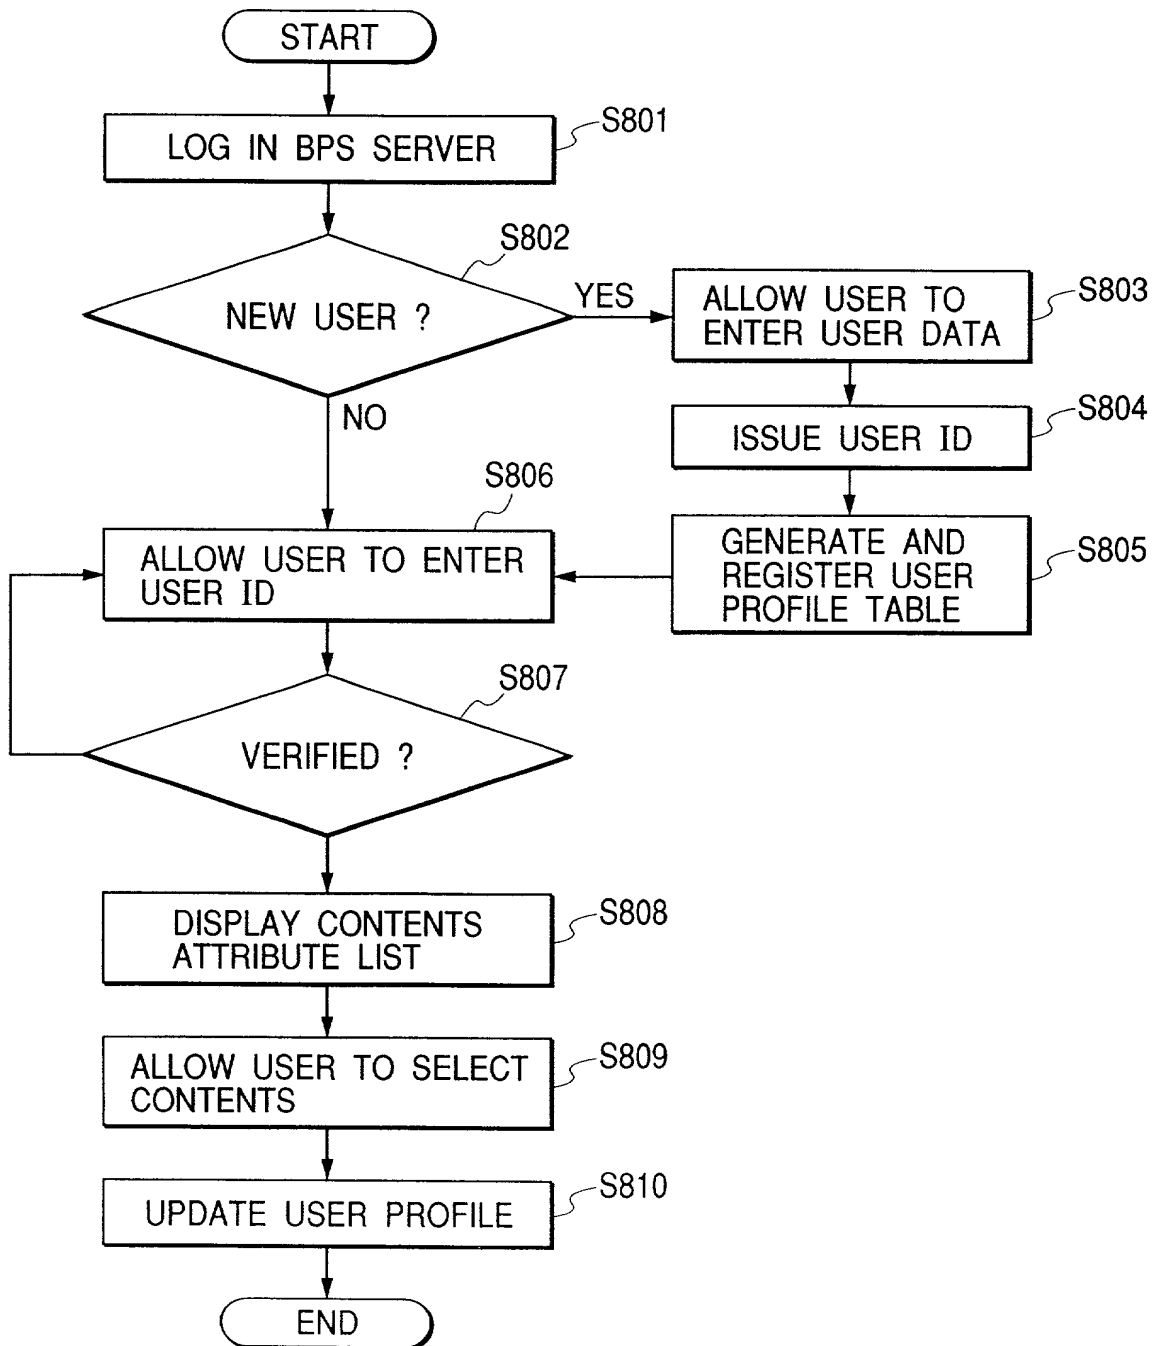 START
LOG IN BPS SERVER
S801
S802
NEW USER ?
YES
NO
ALLOW USER TO
ENTER USER DATA
S803
ISSUE USER ID
S804
GENERATE AND
REGISTER USER
PROFILE TABLE
S805
S806
ALLOW USER TO ENTER
USER ID
S807
VERIFIED ?
DISPLAY CONTENTS
ATTRIBUTE LIST
S808
ALLOW USER TO SELECT
CONTENTS
S809
UPDATE USER PROFILE
S810
END